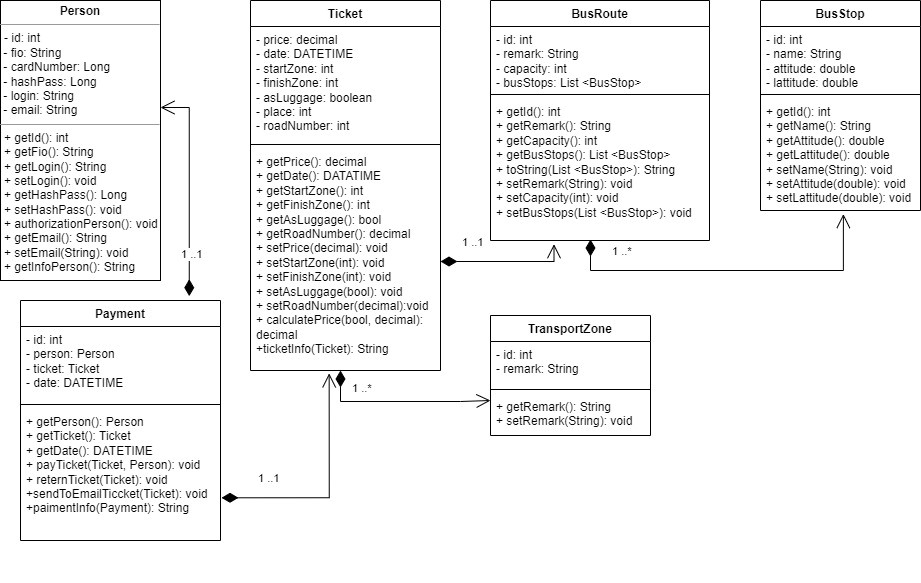 Person
- id: int
- fio: String
- cardNumber: Long
- hashPass: Long
- login: String
- email: String
+ getId(): int
+ getFio(): String
+ getLogin(): String
+ setLogin(): void
+ getHashPass(): Long
+ setHashPass(): void
+ authorizationPerson(): void
+ getEmail(): String
+ setEmail(String): void
+ getInfoPerson(): String
1 ..1
Payment
- id: int
- person: Person
- ticket: Ticket
- date: DATETIME
+ getPerson(): Person
+ getTicket(): Ticket
+ getDate(): DATETIME
+ payTicket(Ticket, Person): void
+ returnTicket(Ticket): void
+sendToEmailTiccket(Ticket): void
+paimentInfo(Payment): String
1 ..1
Ticket
- price: decimal
- date: DATETIME
- startZone: int
- finishZone: int
- asLuggage: boolean
- place: int
- roadNumber: int
+ getPrice(): decimal
+ getDate(): DATATIME
+ getStartZone(): int
+ getFinishZone(): int
+ getAsLuggage(): bool
+ getRoadNumber(): decimal
+ setPrice(decimal): void
+ setStartZone(int): void
+ setFinishZone(int): void
+ setAsLuggage(bool): void
+ setRoadNumber(decimal):void
+ calculatePrice(bool, decimal):
decimal
+ticketInfo(Ticket): String
1 ..1
1 ..*
BusRoute
- id: int
- remark: String
- capacity: int
- busStops: List <BusStop>
+ getId(): int
+ getRemark(): String
+ getCapacity(): int
+ getBusStops(): List <BusStop>
+ toString(List <BusStop>): String
+ setRemark(String): void
+ setCapacity(int): void
+ setBusStops(List <BusStop>): void
1 ..*
TransportZone
- id: int
- remark: String
+ getRemark(): String
+ setRemark(String): void
BusStop
- id: int
- name: String
- attitude: double
- lattitude: double
+ getId(): int
+ getName(): String
+ getAttitude(): double
+ getLattitude(): double
+ setName(String): void
+ setAttitude(double): void
+ setLattitude(double): void